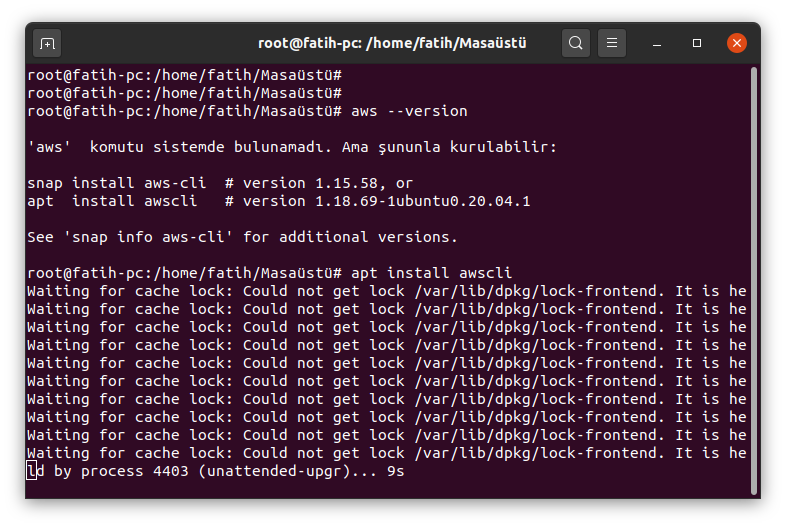 root@fatih-pc: /home/fatih/Masaüstü
root@fatih-pc:/home/fatih/Masaüstü#
root@fatih-pc:/home/fatih/Masaüstü#
root@fatih-pc:/home/fatih/Masaüstü# aws --version
'aws'  komutu sistemde bulunamadı. Ama şununla kurulabilir:
snap install aws-cli  # version 1.15.58, or
apt  install awscli   # version 1.18.69-1ubuntu0.20.04.1
See 'snap info aws-cli' for additional versions.
root@fatih-pc:/home/fatih/Masaüstü# apt install awscli
Waiting for cache lock: Could not get lock /var/lib/dpkg/lock-frontend. It is he
Waiting for cache lock: Could not get lock /var/lib/dpkg/lock-frontend. It is he
Waiting for cache lock: Could not get lock /var/lib/dpkg/lock-frontend. It is he
Waiting for cache lock: Could not get lock /var/lib/dpkg/lock-frontend. It is he
Waiting for cache lock: Could not get lock /var/lib/dpkg/lock-frontend. It is he
Waiting for cache lock: Could not get lock /var/lib/dpkg/lock-frontend. It is he
Waiting for cache lock: Could not get lock /var/lib/dpkg/lock-frontend. It is he
Waiting for cache lock: Could not get lock /var/lib/dpkg/lock-frontend. It is he
Waiting for cache lock: Could not get lock /var/lib/dpkg/lock-frontend. It is he
Waiting for cache lock: Could not get lock /var/lib/dpkg/lock-frontend. It is he
ld by process 4403 (unattended-upgr)... 9s